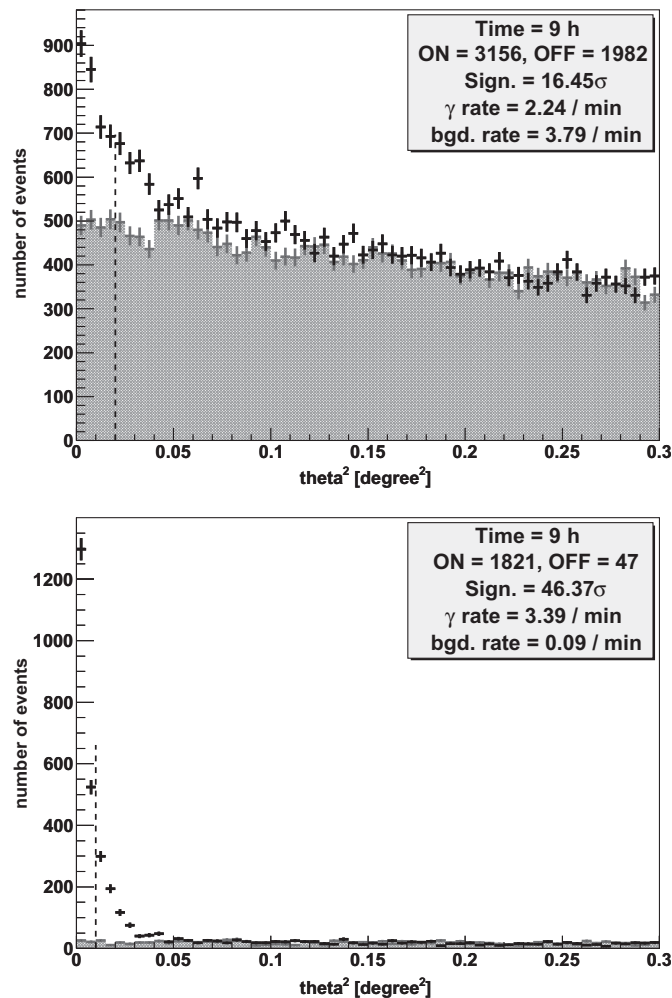 900
800
700
600
500
400
300
200
100
0
number of events
Time = 9 h
ON = 3156, OFF = 1982
Sign. = 16.45σ
γ rate = 2.24 / min
bgd. rate = 3.79 / min
0 0.05 0.1 0.15 0.2 0.25 0.3
theta² [degree²]
1200
1000
800
600
400
200
0
number of events
Time = 9 h
ON = 1821, OFF = 47
Sign. = 46.37σ
γ rate = 3.39 / min
bgd. rate = 0.09 / min
0 0.05 0.1 0.15 0.2 0.25 0.3
theta² [degree²]